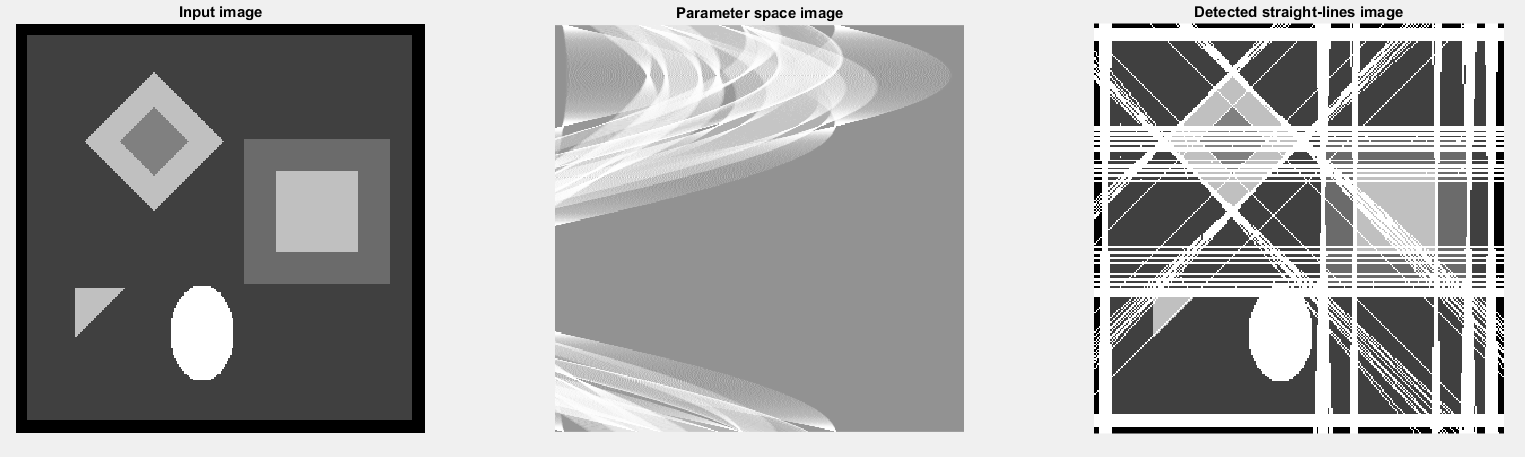 Input image
Parameter space image
Detected straight-lines image